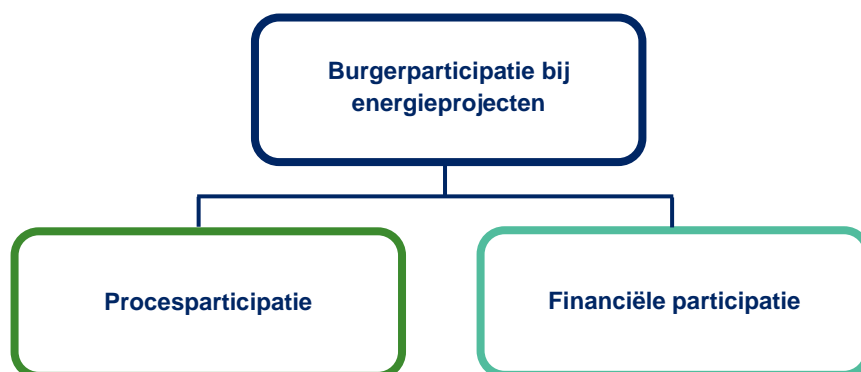 Burgerparticipatie bij
energieprojecten
Procesparticipatie
Financiële participatie